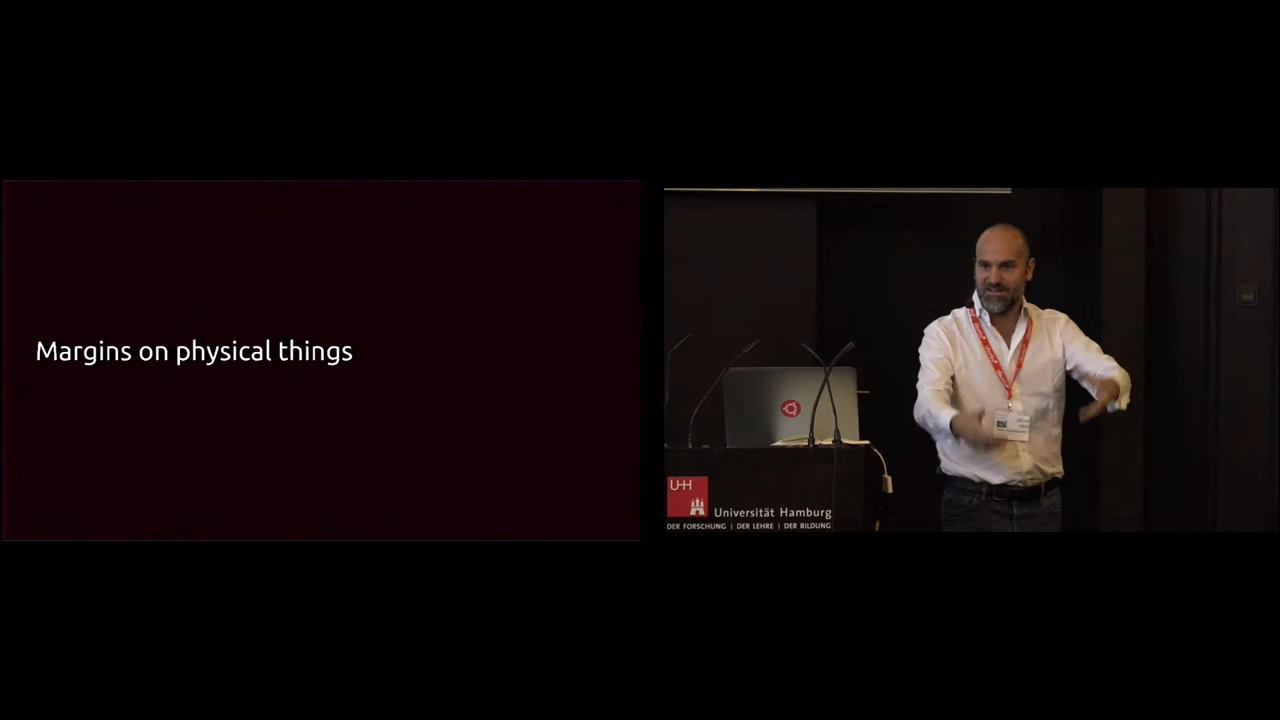 Margins on physical things
UHH
Universität Hamburg
DER FORSCHUNG | DER LEHRE | DER BILDUNG